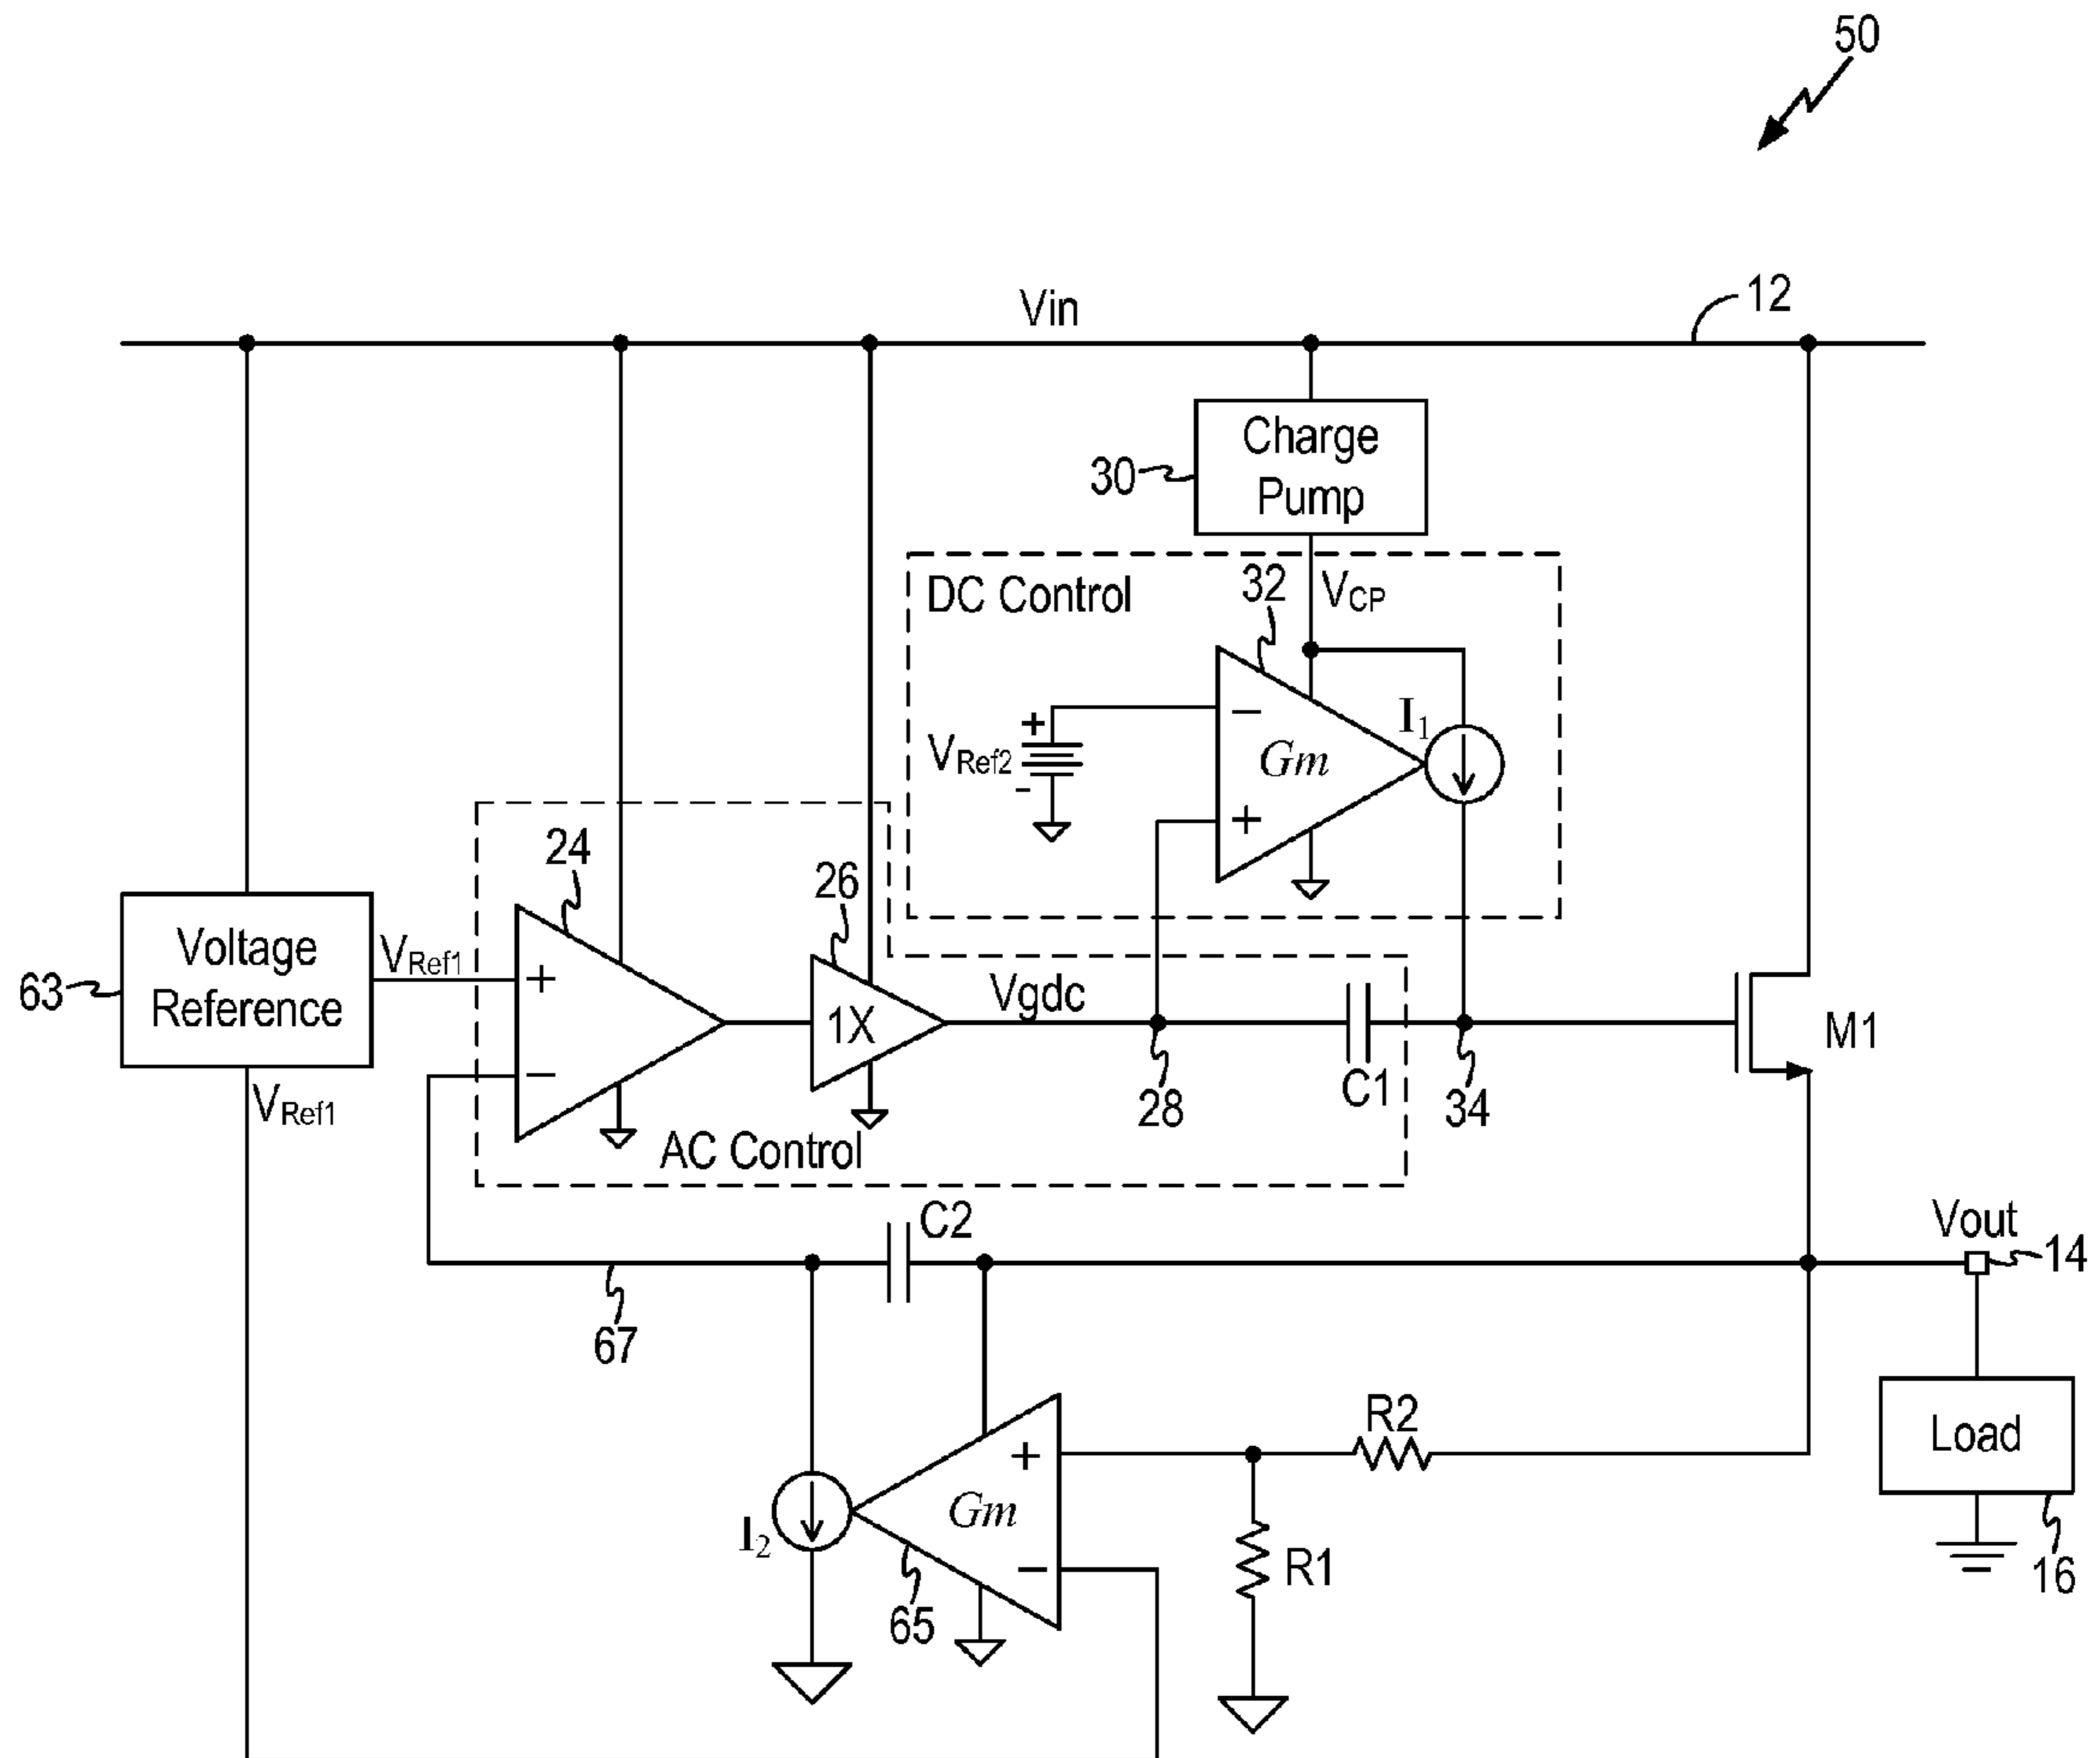 50
Vin
12
Charge
Pump
30
DC Control
32
VCP
I1
+
VRef2
-
−
Gm
+
24
26
Voltage
Reference
63
VRef1
+
−
1X
Vgdc
M1
VRef1
28
C1
34
AC Control
C2
Vout
14
67
R2
Load
+
Gm
−
I2
R1
65
16